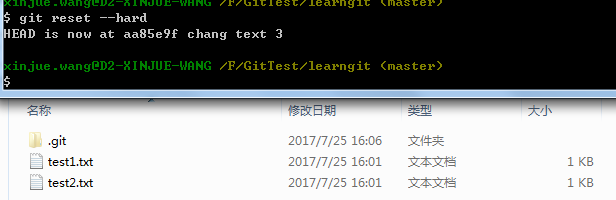 xinjue.wang@D2-XINJUE-WANG /F/GitTest/learngit (master)
$ git reset --hard
HEAD is now at aa85e9f chang text 3
xinjue.wang@D2-XINJUE-WANG /F/GitTest/learngit (master)
$
名称 修改日期 类型 大小
.git 2017/7/25 16:06 文件夹
test1.txt 2017/7/25 16:01 文本文档 1 KB
test2.txt 2017/7/25 16:01 文本文档 1 KB